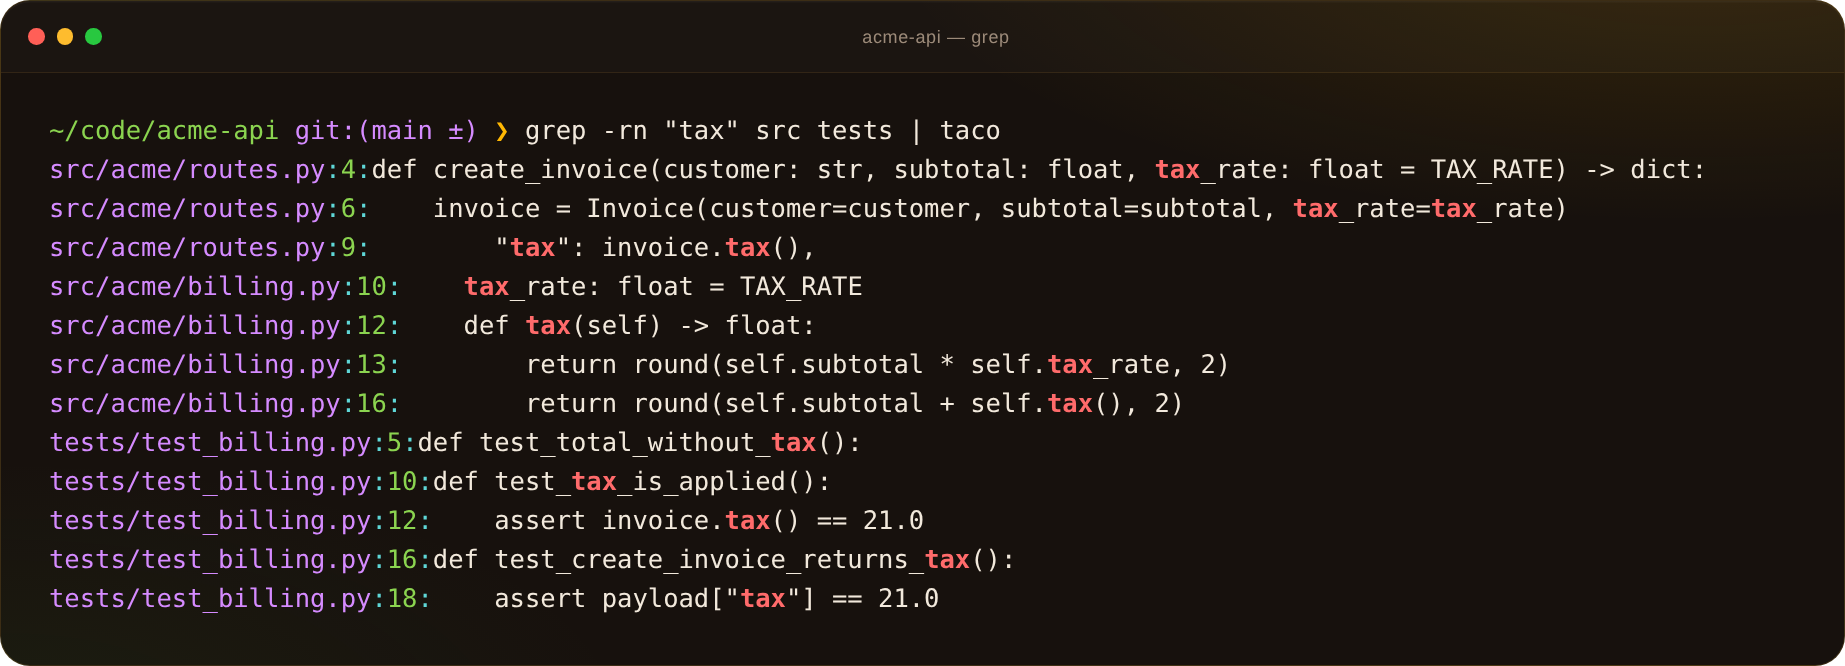 acme-api — grep
~/code/acme-api git:(main ±) ❯ grep -rn "tax" src tests | taco
src/acme/routes.py:4:def create_invoice(customer: str, subtotal: float, tax_rate: float = TAX_RATE) -> dict:
src/acme/routes.py:6:    invoice = Invoice(customer=customer, subtotal=subtotal, tax_rate=tax_rate)
src/acme/routes.py:9:        "tax": invoice.tax(),
src/acme/billing.py:10:    tax_rate: float = TAX_RATE
src/acme/billing.py:12:    def tax(self) -> float:
src/acme/billing.py:13:        return round(self.subtotal * self.tax_rate, 2)
src/acme/billing.py:16:        return round(self.subtotal + self.tax(), 2)
tests/test_billing.py:5:def test_total_without_tax():
tests/test_billing.py:10:def test_tax_is_applied():
tests/test_billing.py:12:    assert invoice.tax() == 21.0
tests/test_billing.py:16:def test_create_invoice_returns_tax():
tests/test_billing.py:18:    assert payload["tax"] == 21.0